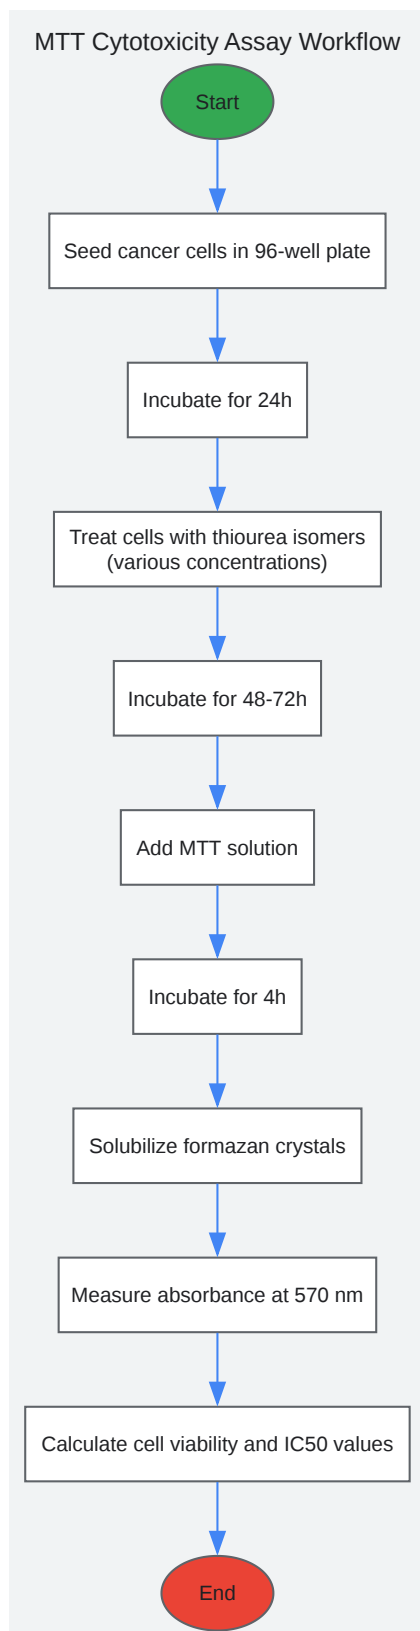 MTT Cytotoxicity Assay Workflow
Start
Seed cancer cells in 96-well plate
Incubate for 24h
Treat cells with thiourea isomers
(various concentrations)
Incubate for 48-72h
Add MTT solution
Incubate for 4h
Solubilize formazan crystals
Measure absorbance at 570 nm
Calculate cell viability and IC50 values
End